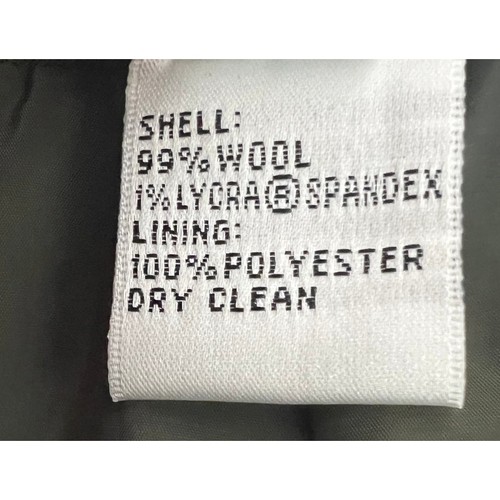 SHELL:
99% WOOL
1% LYCRA® SPANDEX
LINING:
100% POLYESTER
DRY CLEAN